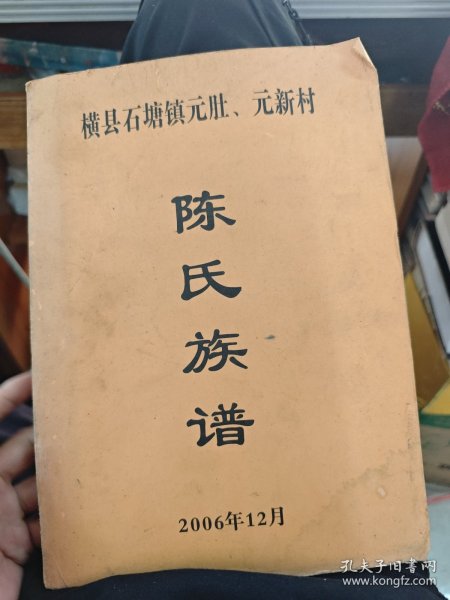 横县石塘镇元肚、元新村
陈
氏
族
谱
2006年12月
孔夫子旧书网
www.kongfz.com